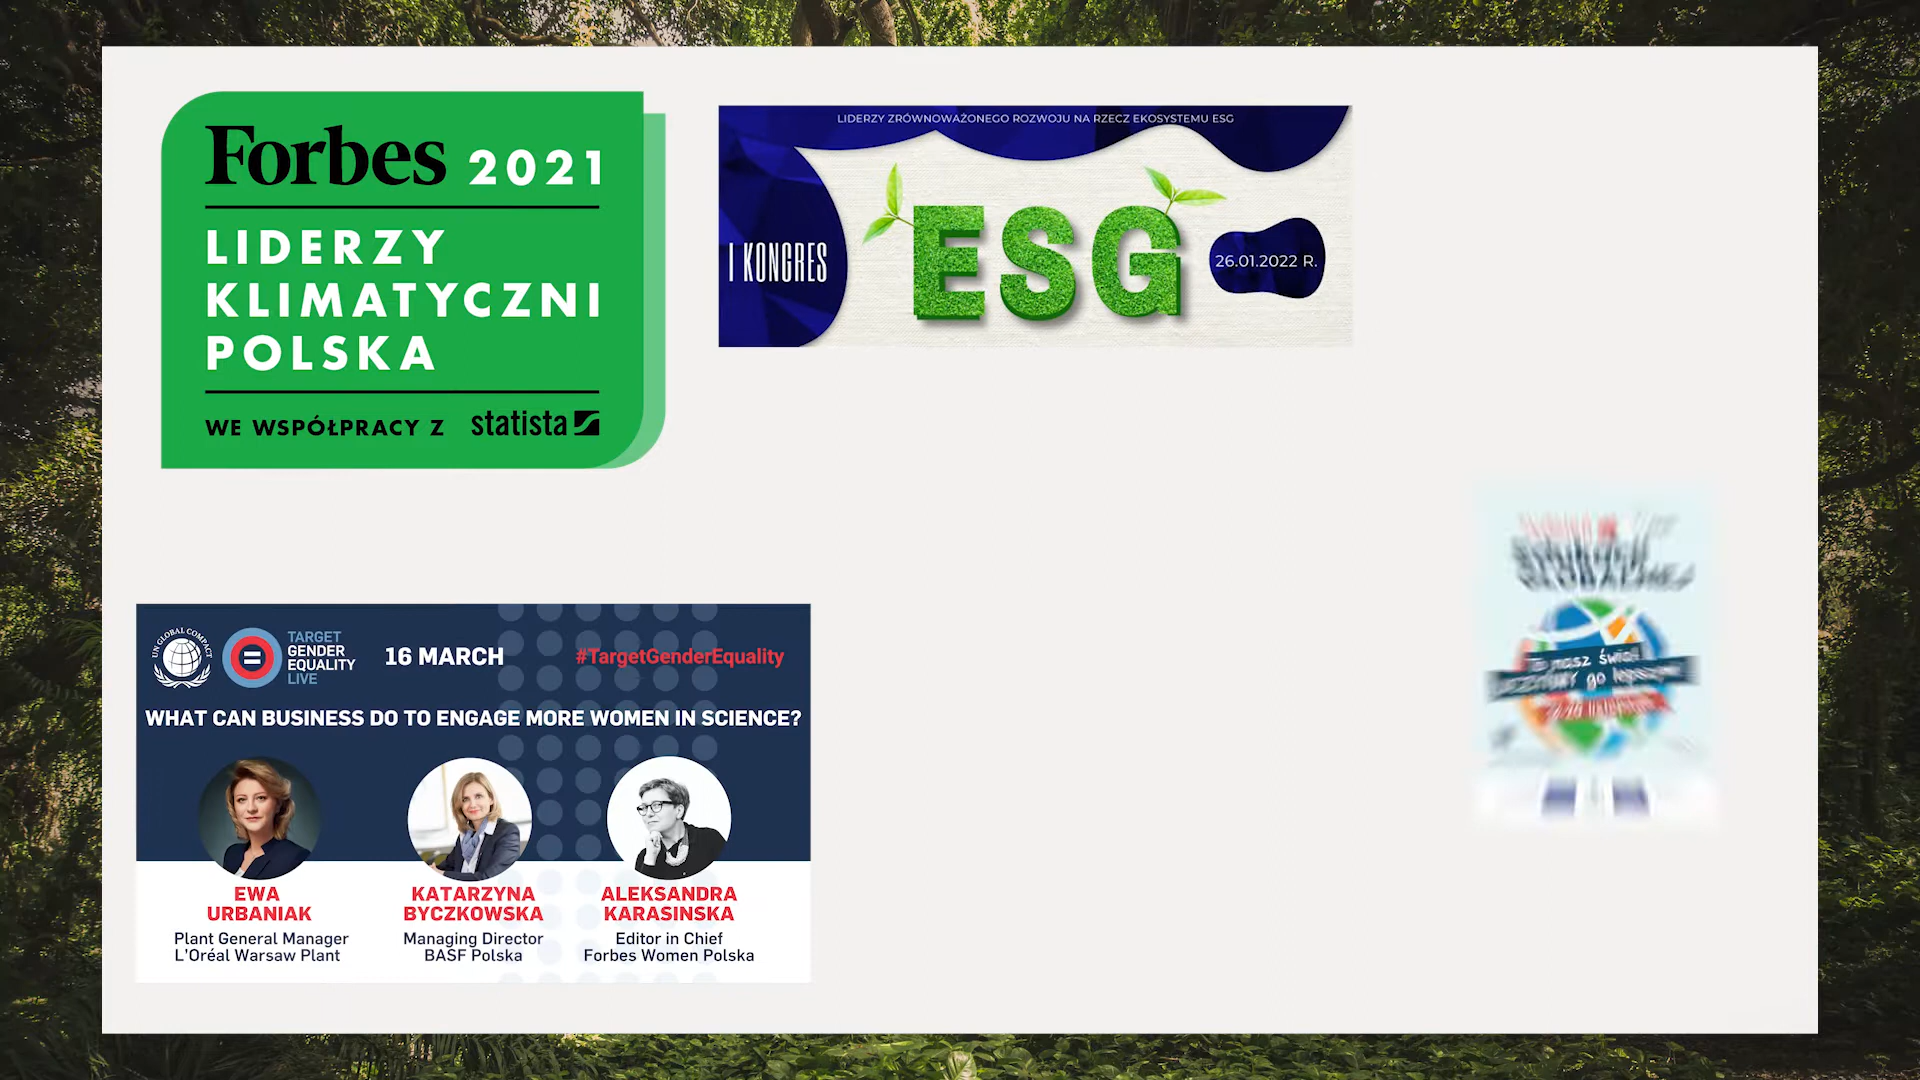 Forbes 2021
LIDERZY
KLIMATYCZNI
POLSKA
WE WSPÓŁPRACY Z statista
LIDERZY ZRÓWNOWAŻONEGO ROZWOJU NA RZECZ EKOSYSTEMU ESG
I KONGRES
ESG
26.01.2022 R.
UN GLOBAL COMPACT
TARGET
GENDER
EQUALITY
LIVE
16 MARCH
#TargetGenderEquality
WHAT CAN BUSINESS DO TO ENGAGE MORE WOMEN IN SCIENCE?
EWA
URBANIAK
Plant General Manager
L'Oréal Warsaw Plant
KATARZYNA
BYCZKOWSKA
Managing Director
BASF Polska
ALEKSANDRA
KARASINSKA
Editor in Chief
Forbes Women Polska
To nasz świat